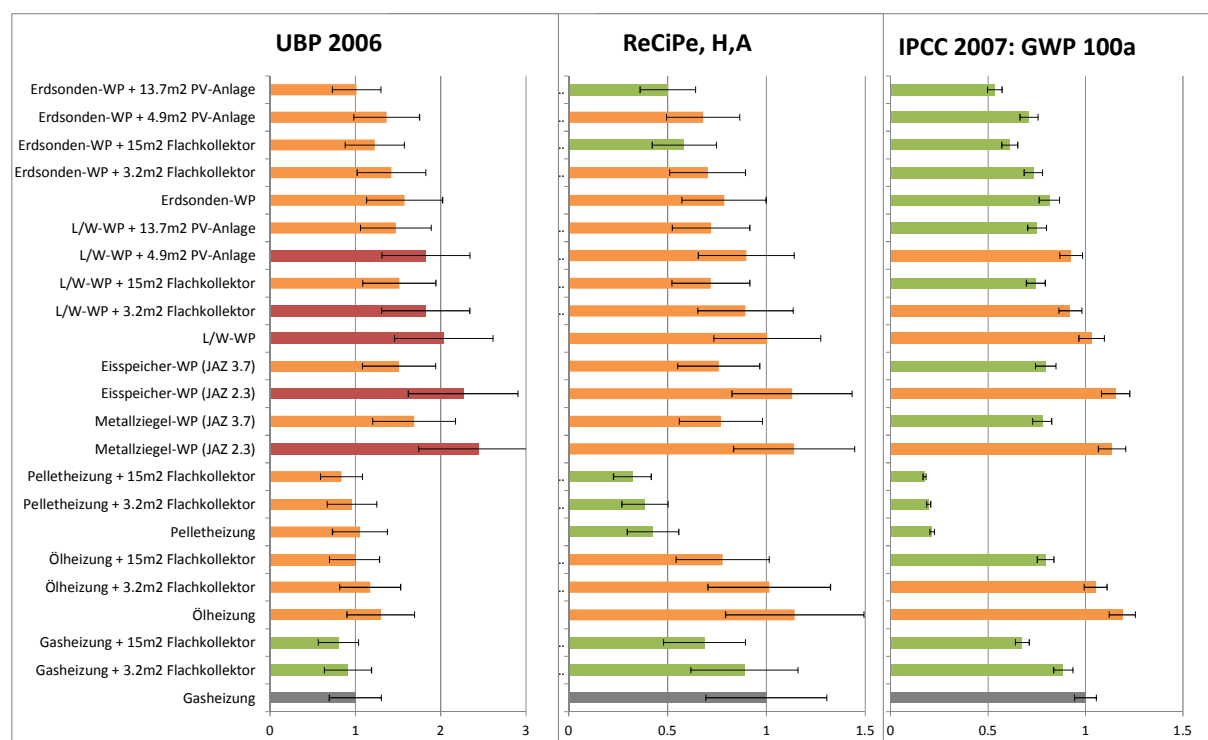 UBP 2006
ReCiPe, H,A
IPCC 2007: GWP 100a
Erdsonden-WP + 13.7m2 PV-Anlage
Erdsonden-WP + 4.9m2 PV-Anlage
Erdsonden-WP + 15m2 Flachkollektor
Erdsonden-WP + 3.2m2 Flachkollektor
Erdsonden-WP
L/W-WP + 13.7m2 PV-Anlage
L/W-WP + 4.9m2 PV-Anlage
L/W-WP + 15m2 Flachkollektor
L/W-WP + 3.2m2 Flachkollektor
L/W-WP
Eisspeicher-WP (JAZ 3.7)
Eisspeicher-WP (JAZ 2.3)
Metallziegel-WP (JAZ 3.7)
Metallziegel-WP (JAZ 2.3)
Pelletheizung + 15m2 Flachkollektor
Pelletheizung + 3.2m2 Flachkollektor
Pelletheizung
Ölheizung + 15m2 Flachkollektor
Ölheizung + 3.2m2 Flachkollektor
Ölheizung
Gasheizung + 15m2 Flachkollektor
Gasheizung + 3.2m2 Flachkollektor
Gasheizung
0 1 2 3
0 0.5 1 1.5
0 0.5 1 1.5